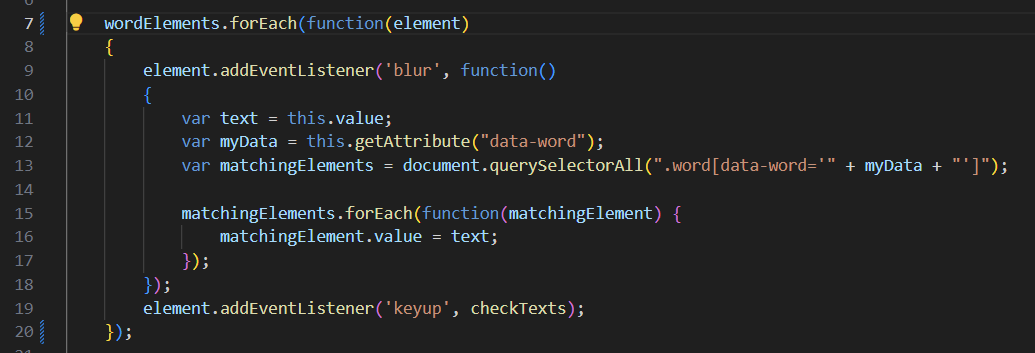 7 wordElements.forEach(function(element)
8 {
9 element.addEventListener('blur', function()
10 {
11 var text = this.value;
12 var myData = this.getAttribute("data-word");
13 var matchingElements = document.querySelectorAll(".word[data-word='" + myData + "']");
14
15 matchingElements.forEach(function(matchingElement) {
16 matchingElement.value = text;
17 });
18 });
19 element.addEventListener('keyup', checkTexts);
20 });